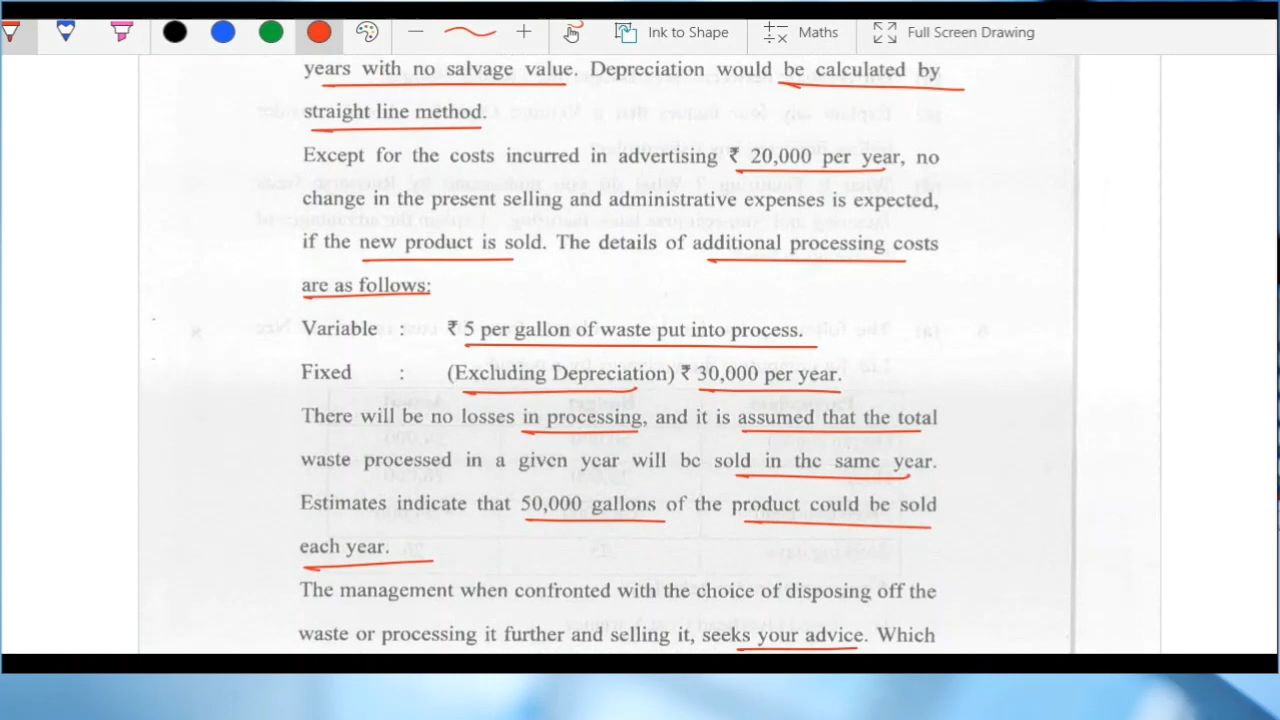 Ink to Shape Maths Full Screen Drawing
years with no salvage value. Depreciation would be calculated by
straight line method.
Except for the costs incurred in advertising ₹ 20,000 per year, no
change in the present selling and administrative expenses is expected,
if the new product is sold. The details of additional processing costs
are as follows:
Variable : ₹ 5 per gallon of waste put into process.
Fixed : (Excluding Depreciation) ₹ 30,000 per year.
There will be no losses in processing, and it is assumed that the total
waste processed in a given year will be sold in the same year.
Estimates indicate that 50,000 gallons of the product could be sold
each year.
The management when confronted with the choice of disposing off the
waste or processing it further and selling it, seeks your advice. Which